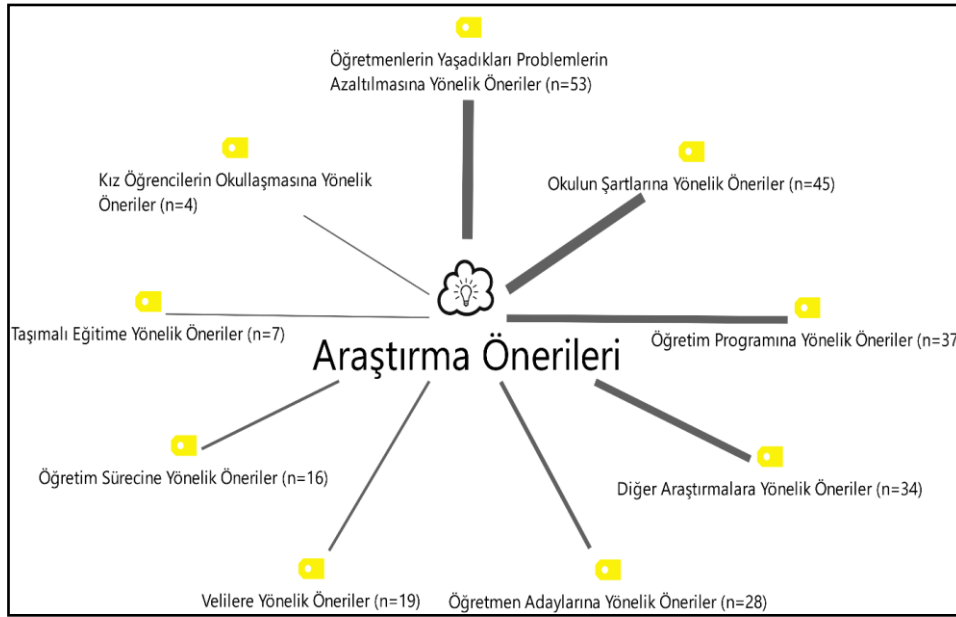 Öğretmenlerin Yaşadıkları Problemlerin
Azaltılmasına Yönelik Öneriler (n=53)
Kız Öğrencilerin Okullaşmasına Yönelik
Öneriler (n=4)
Okulun Şartlarına Yönelik Öneriler (n=45)
Taşımalı Eğitime Yönelik Öneriler (n=7)
Öğretim Programına Yönelik Öneriler (n=37
Araştırma Önerileri
Öğretim Sürecine Yönelik Öneriler (n=16)
Diğer Araştırmalara Yönelik Öneriler (n=34)
Velilere Yönelik Öneriler (n=19)
Öğretmen Adaylarına Yönelik Öneriler (n=28)